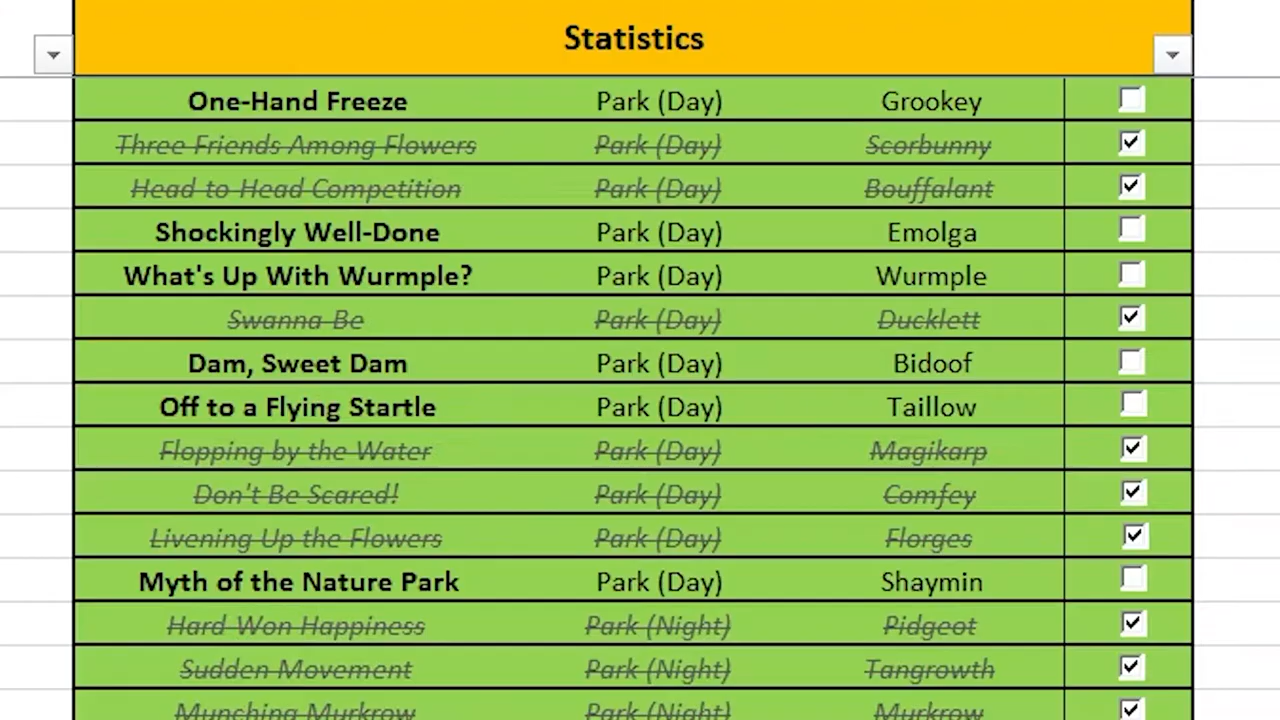 Statistics
One-Hand Freeze Park (Day) Grookey
Three Friends Among Flowers Park (Day) Scorbunny
Head to Head Competition Park (Day) Bouffalant
Shockingly Well-Done Park (Day) Emolga
What's Up With Wurmple? Park (Day) Wurmple
Swanna Be Park (Day) Ducklett
Dam, Sweet Dam Park (Day) Bidoof
Off to a Flying Startle Park (Day) Taillow
Flopping by the Water Park (Day) Magikarp
Don't Be Scared! Park (Day) Comfey
Livening Up the Flowers Park (Day) Florges
Myth of the Nature Park Park (Day) Shaymin
Hard Won Happiness Park (Night) Pidgeot
Sudden Movement Park (Night) Tangrowth
Munching Murkrow Park (Night) Murkrow